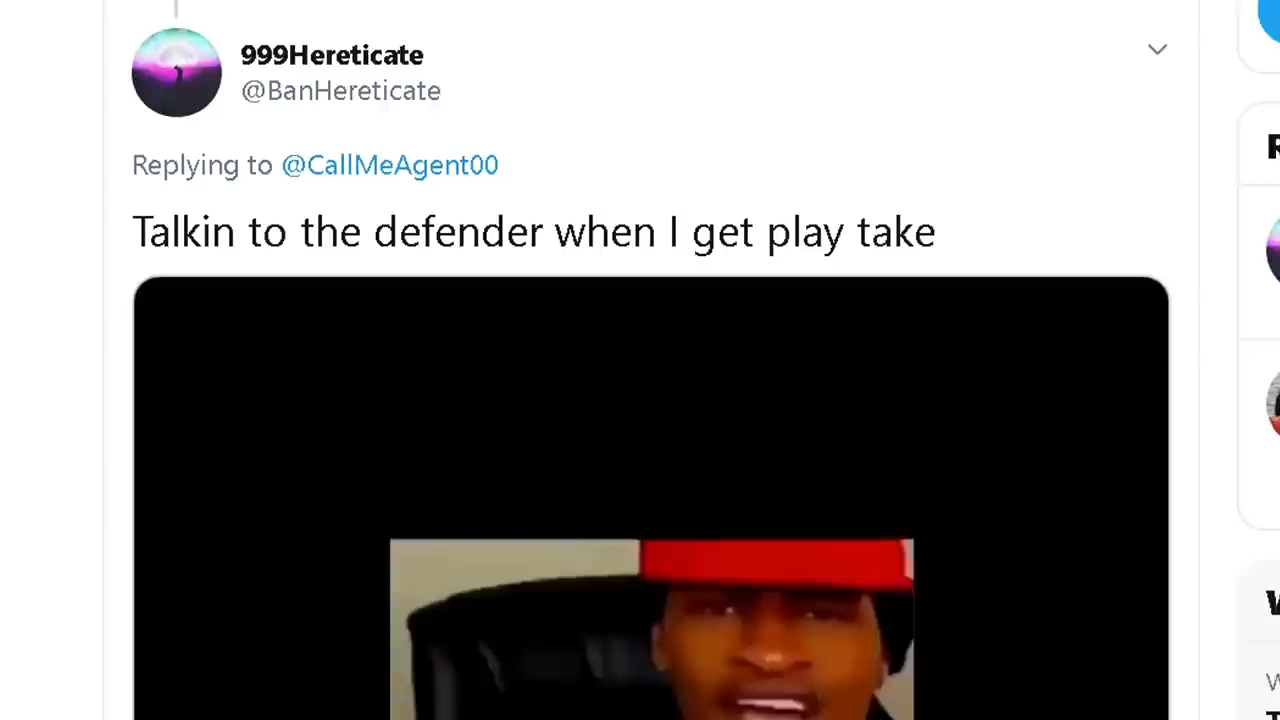 999Hereticate
@BanHereticate
Replying to @CallMeAgent00
Talkin to the defender when I get play take